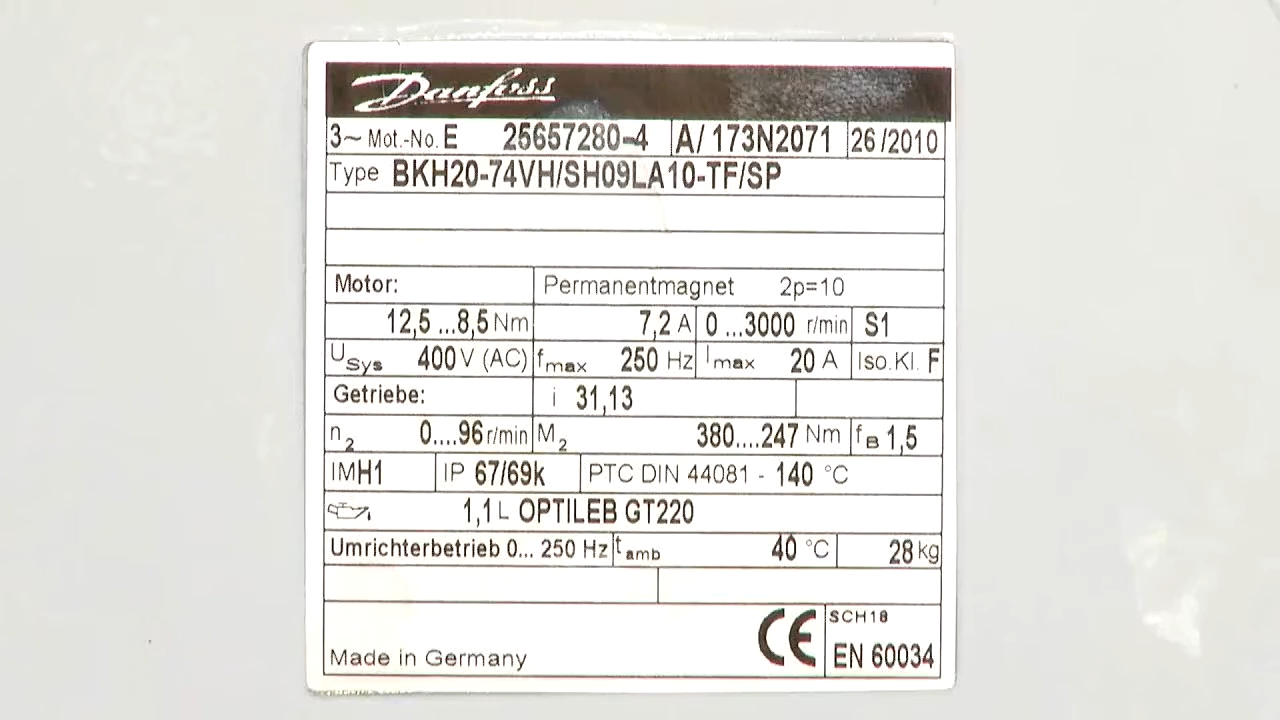 Danfoss
3~ Mot.-No. E 25657280-4 A/ 173N2071 26/2010
Type BKH20-74VH/SH09LA10-TF/SP
Motor: Permanentmagnet 2p=10
12,5 ...8,5 Nm 7,2 A 0 ...3000 r/min S1
USys 400 V (AC) fmax 250 Hz Imax 20 A Iso.Kl. F
Getriebe: i 31,13
n2 0....96 r/min M2 380....247 Nm fB 1,5
IM H1 IP 67/69k PTC DIN 44081 - 140 °C
1,1 L OPTILEB GT220
Umrichterbetrieb 0... 250 Hz tamb 40 °C 28 kg
CE SCH18
Made in Germany EN 60034